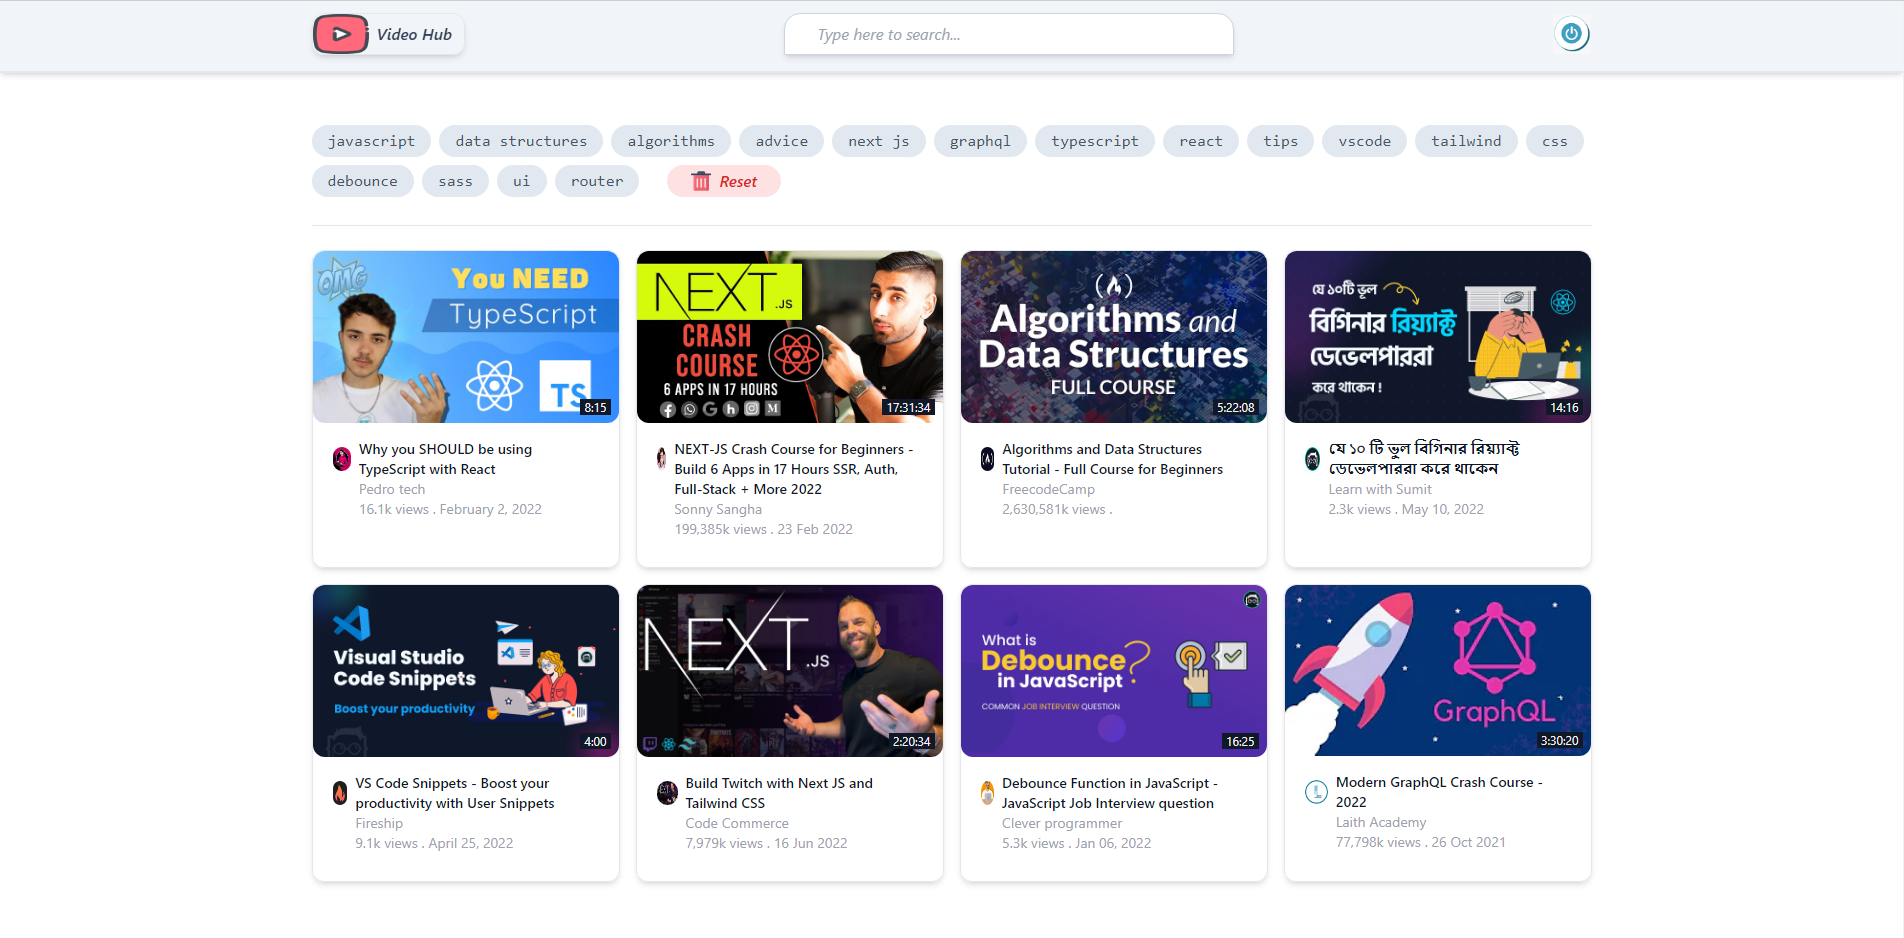 Video Hub
Type here to search...
javascript
data structures
algorithms
advice
next js
graphql
typescript
react
tips
vscode
tailwind
css
debounce
sass
ui
router
Reset
OMG
You NEED
TypeScript
TS
8:15
Why you SHOULD be using
TypeScript with React
Pedro tech
16.1k views . February 2, 2022
NEXT.JS
CRASH
COURSE
6 APPS IN 17 HOURS
17:31:34
NEXT-JS Crash Course for Beginners -
Build 6 Apps in 17 Hours SSR, Auth,
Full-Stack + More 2022
Sonny Sangha
199,385k views . 23 Feb 2022
Algorithms and
Data Structures
FULL COURSE
5:22:08
Algorithms and Data Structures
Tutorial - Full Course for Beginners
FreecodeCamp
2,630,581k views .
যে ১০টি ভুল
বিগিনার রিয়্যাক্ট
ডেভেলপাররা
করে থাকেন !
14:16
যে ১০ টি ভুল বিগিনার রিয়্যাক্ট
ডেভেলপাররা করে থাকেন
Learn with Sumit
2.3k views . May 10, 2022
Visual Studio
Code Snippets
Boost your productivity
4:00
VS Code Snippets - Boost your
productivity with User Snippets
Fireship
9.1k views . April 25, 2022
NEXT.JS
2:20:34
Build Twitch with Next JS and
Tailwind CSS
Code Commerce
7,979k views . 16 Jun 2022
What is
Debounce?
in JavaScript
COMMON JOB INTERVIEW QUESTION
16:25
Debounce Function in JavaScript -
JavaScript Job Interview question
Clever programmer
5.3k views . Jan 06, 2022
GraphQL
3:30:20
Modern GraphQL Crash Course -
2022
Laith Academy
77,798k views . 26 Oct 2021